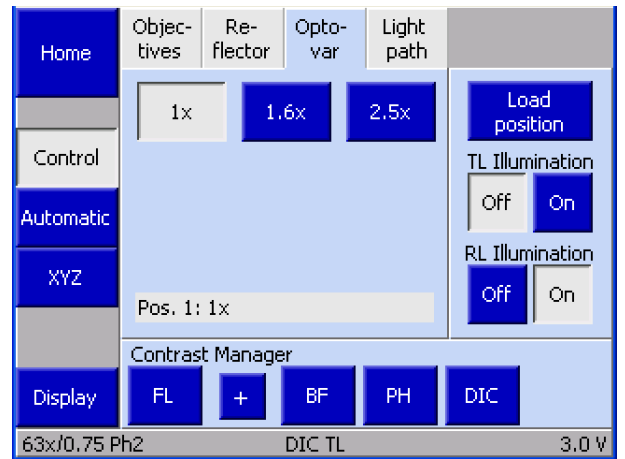 Home
Objec-
tives
Re-
flector
Opto-
var
Light
path
1x
1.6x
2.5x
Load
position
Control
TL Illumination
Off
On
Automatic
RL Illumination
XYZ
Off
On
Pos. 1: 1x
Contrast Manager
Display
FL
+
BF
PH
DIC
63x/0.75 Ph2
DIC TL
3.0 V